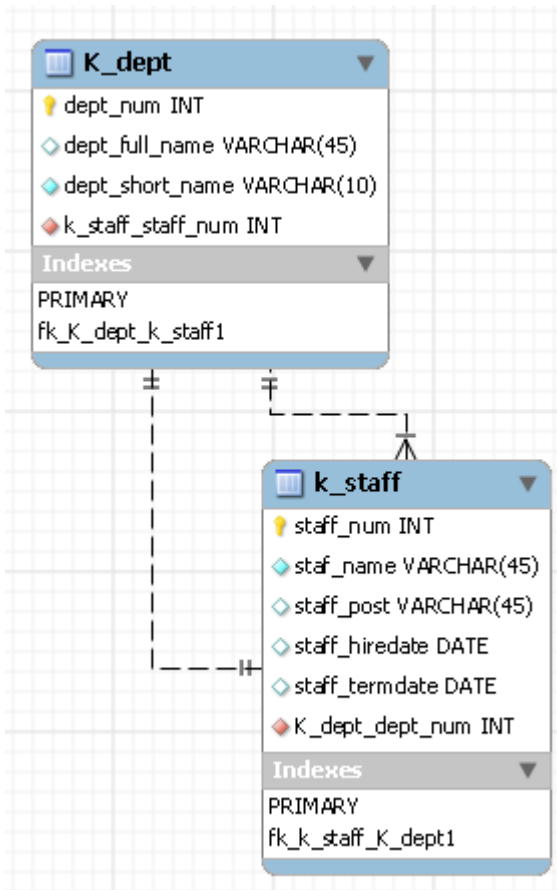 K_dept
dept_num INT
dept_full_name VARCHAR(45)
dept_short_name VARCHAR(10)
k_staff_staff_num INT
Indexes
PRIMARY
fk_K_dept_k_staff1
k_staff
staff_num INT
staf_name VARCHAR(45)
staff_post VARCHAR(45)
staff_hiredate DATE
staff_termdate DATE
K_dept_dept_num INT
Indexes
PRIMARY
fk_k_staff_K_dept1